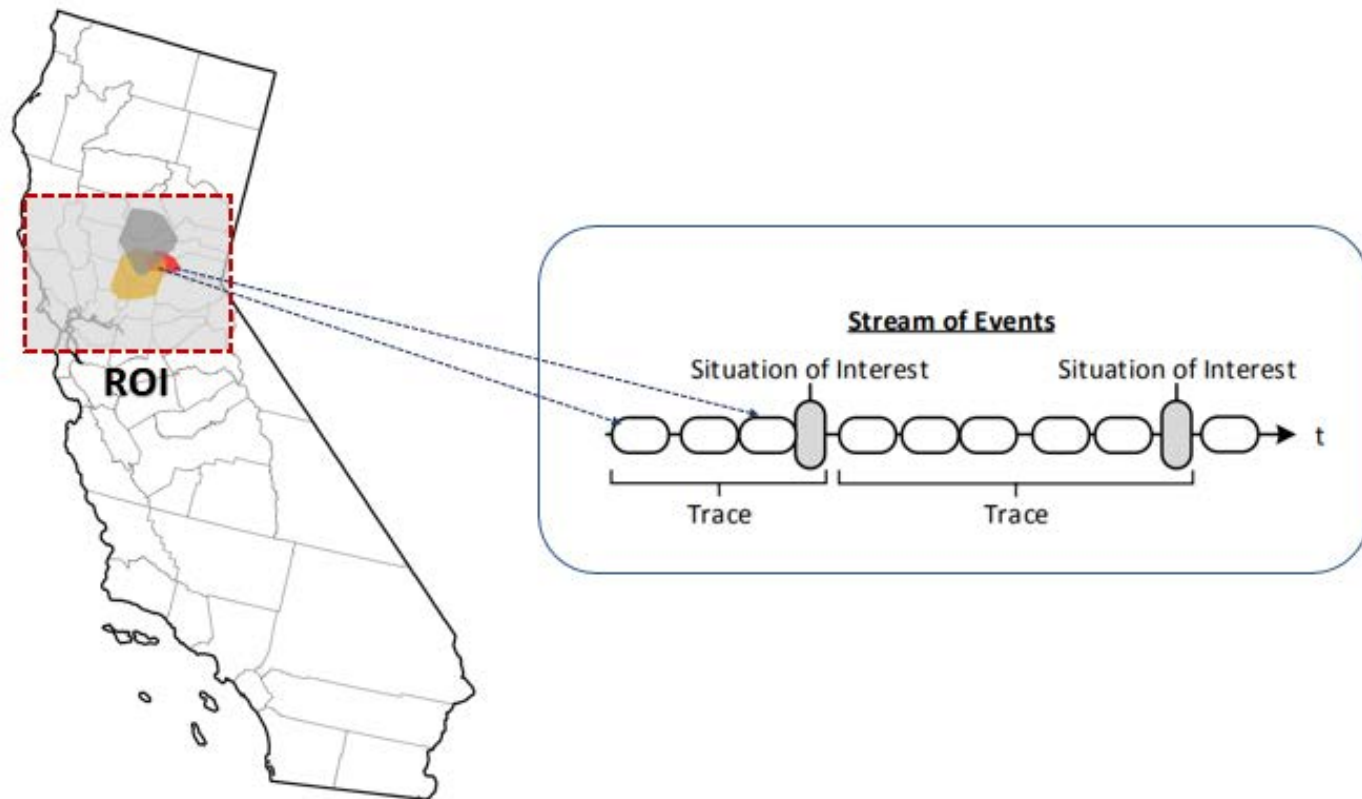 ROI
Stream of Events
Situation of Interest
Situation of Interest
t
Trace
Trace